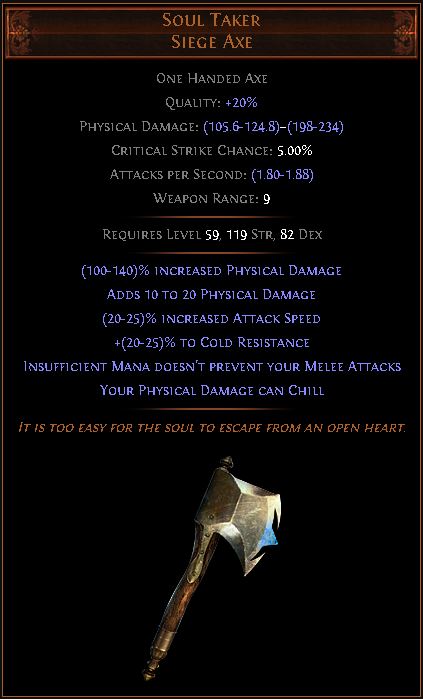 Soul Taker
Siege Axe
One Handed Axe
Quality: +20%
Physical Damage: (105.6-124.8)–(198-234)
Critical Strike Chance: 5.00%
Attacks per Second: (1.80-1.88)
Weapon Range: 9
Requires Level 59, 119 Str, 82 Dex
(100-140)% increased Physical Damage
Adds 10 to 20 Physical Damage
(20-25)% increased Attack Speed
+(20-25)% to Cold Resistance
Insufficient Mana doesn't prevent your Melee Attacks
Your Physical Damage can Chill
It is too easy for the soul to escape from an open heart.